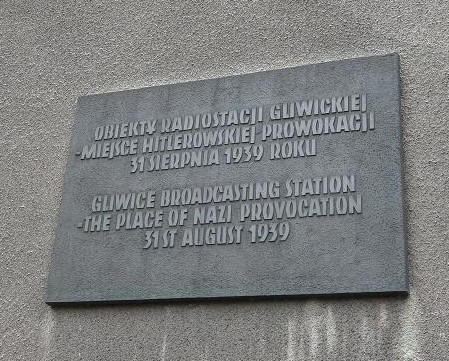 OBIEKTY RADIOSTACJI GLIWICKIEJ
-MIEJSCE HITLEROWSKIEJ PROWOKACJI
31 SIERPNIA 1939 ROKU
GLIWICE BROADCASTING STATION
-THE PLACE OF NAZI PROVOCATION
31 ST AUGUST 1939